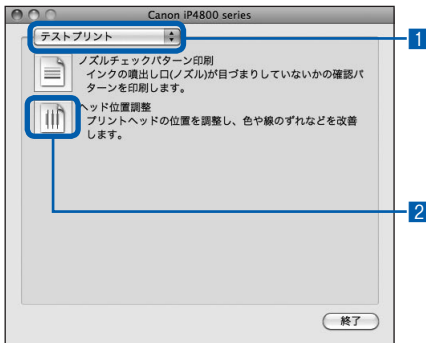 Canon iP4800 series
テストプリント
1
ノズルチェックパターン印刷
インクの噴出し口(ノズル)が目づまりしていないかの確認パ
ターンを印刷します。
ヘッド位置調整
プリントヘッドの位置を調整し、色や線のずれなどを改善
します。
2
終了